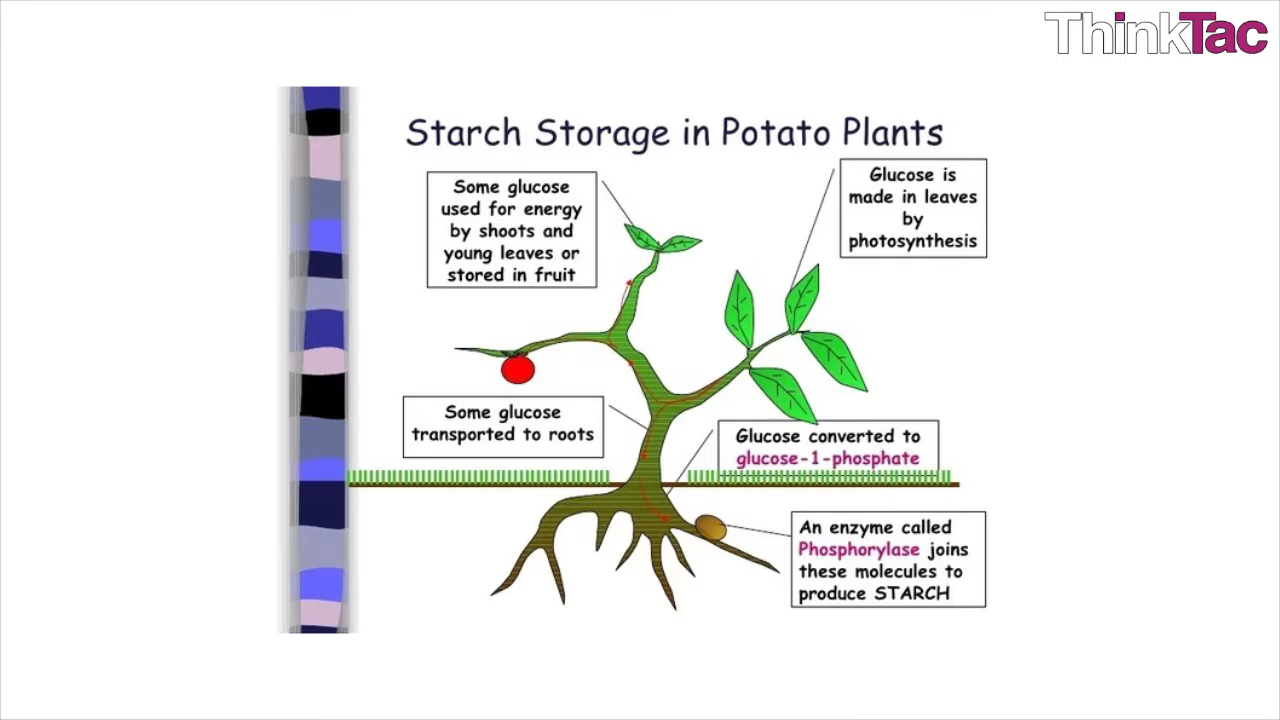 ThinkTac
Starch Storage in Potato Plants
Some glucose
used for energy
by shoots and
young leaves or
stored in fruit
Glucose is
made in leaves
by
photosynthesis
Some glucose
transported to roots
Glucose converted to
glucose-1-phosphate
An enzyme called
Phosphorylase joins
these molecules to
produce STARCH